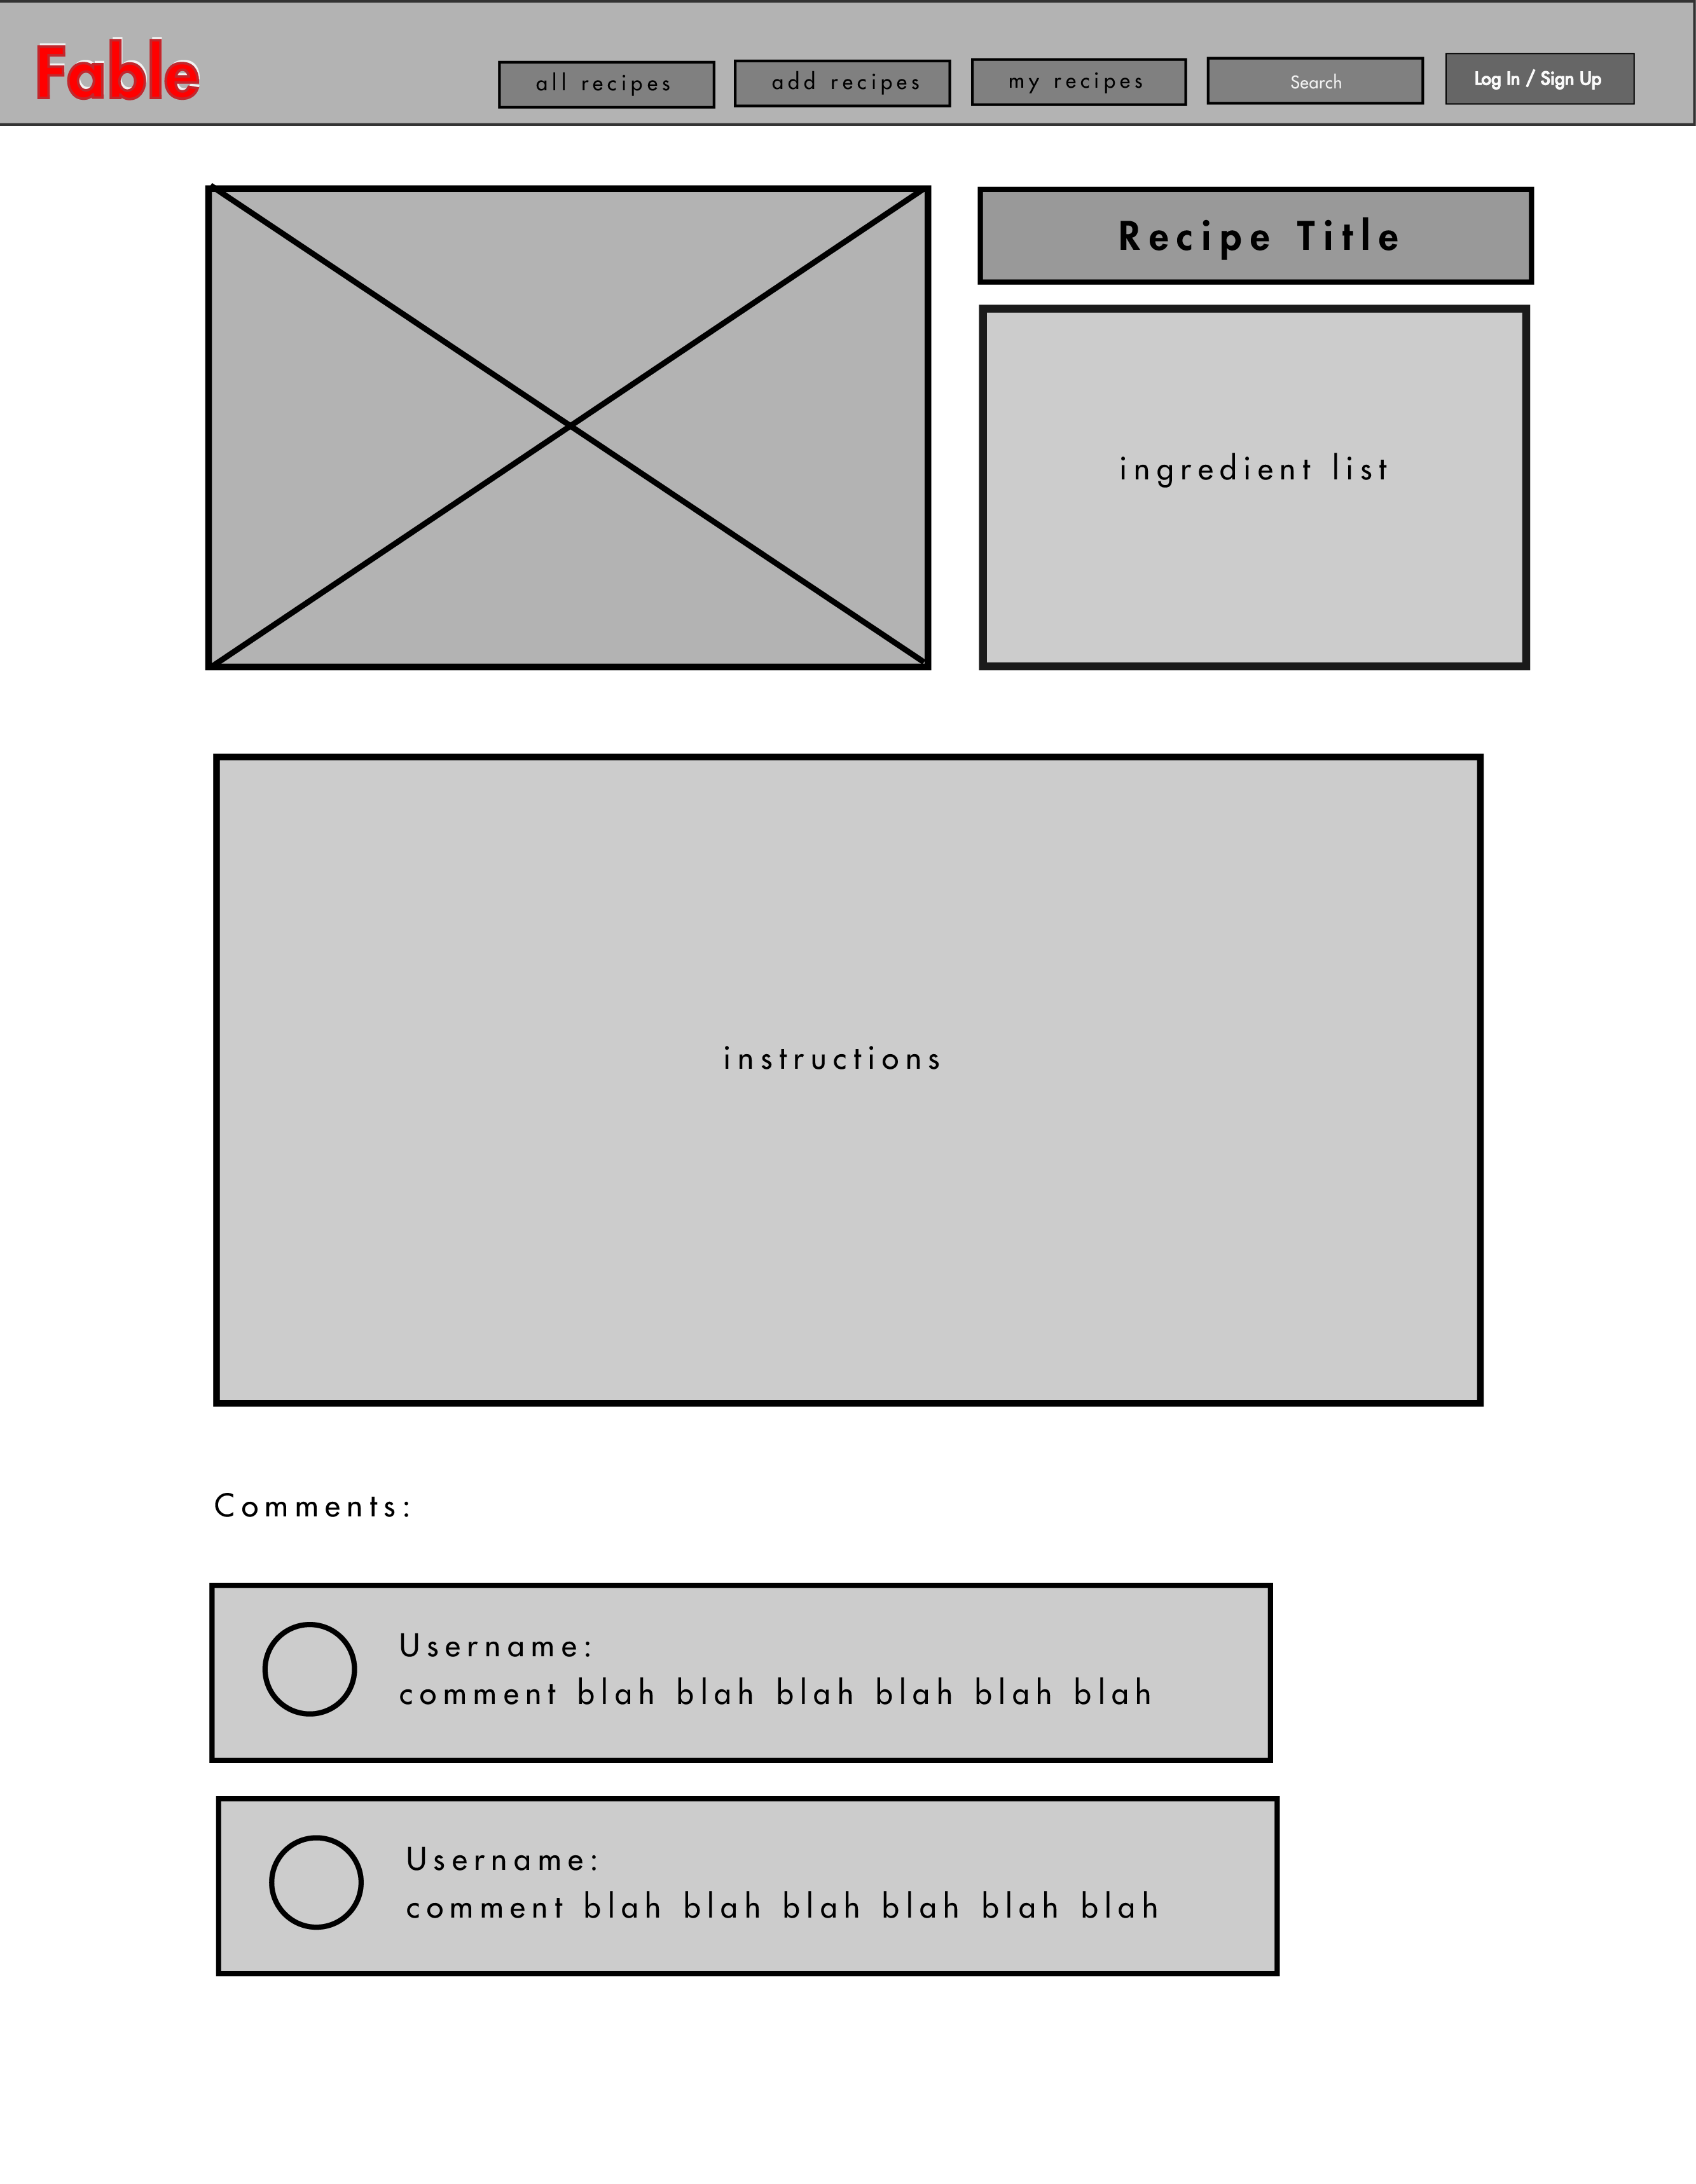 Fable
all recipes
add recipes
my recipes
Search
Log In / Sign Up
Recipe Title
ingredient list
instructions
Comments:
Username:
comment blah blah blah blah blah blah
Username:
comment blah blah blah blah blah blah